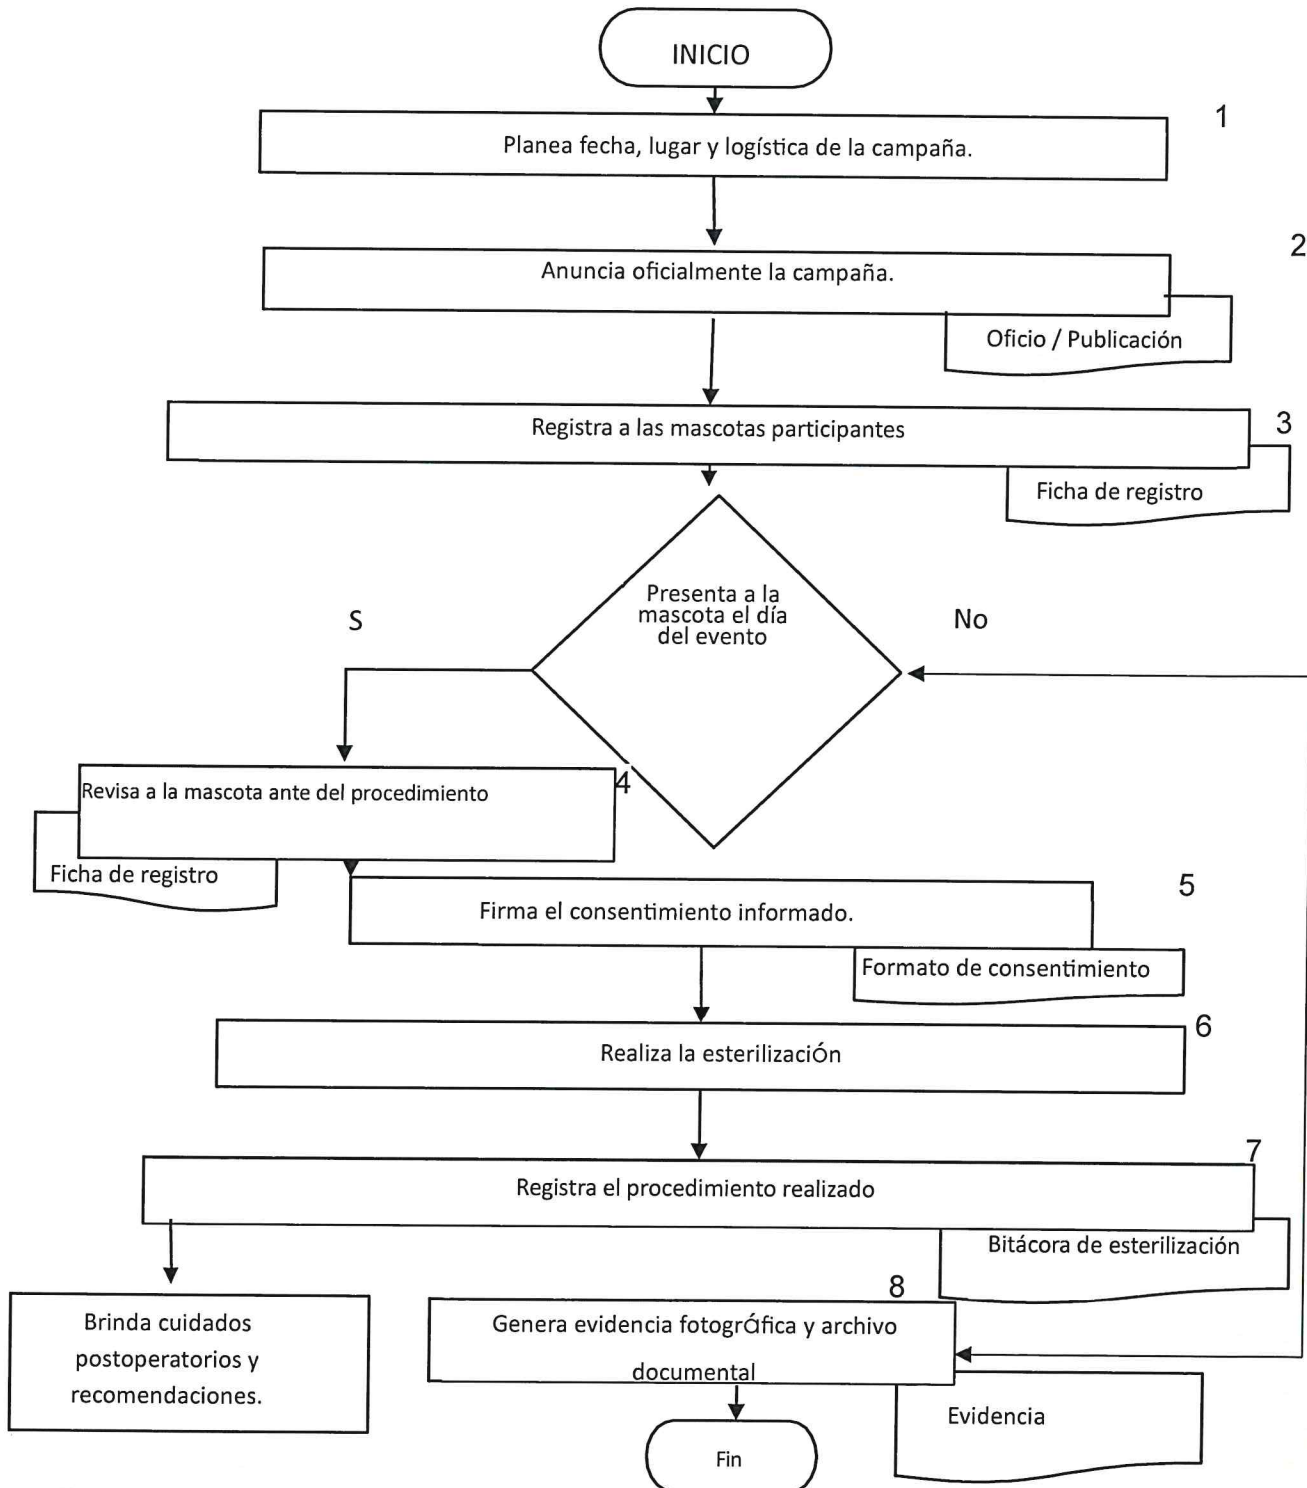 INICIO
1
Planea fecha, lugar y logística de la campaña.
2
Anuncia oficialmente la campaña.
Oficio / Publicación
3
Registra a las mascotas participantes
Ficha de registro
Presenta a la
mascota el día
del evento
S
No
4
Revisa a la mascota ante del procedimiento
Ficha de registro
5
Firma el consentimiento informado.
Formato de consentimiento
6
Realiza la esterilización
7
Registra el procedimiento realizado
Bitácora de esterilización
8
Brinda cuidados
postoperatorios y
recomendaciones.
Genera evidencia fotográfica y archivo
documental
Evidencia
Fin